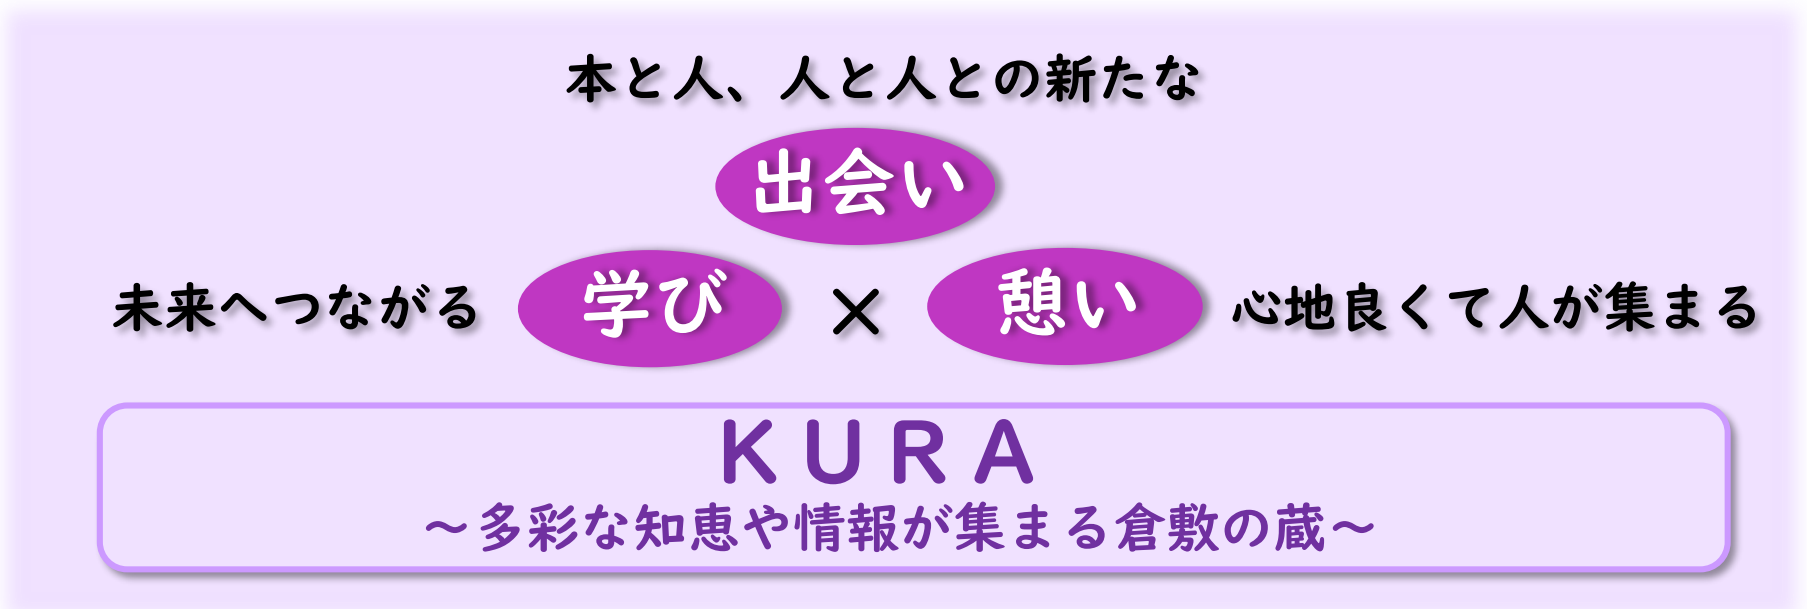 本と人、人と人との新たな
出会い
未来へつながる 学び × 憩い 心地良くて人が集まる
ＫＵＲＡ
～多彩な知恵や情報が集まる倉敷の蔵～